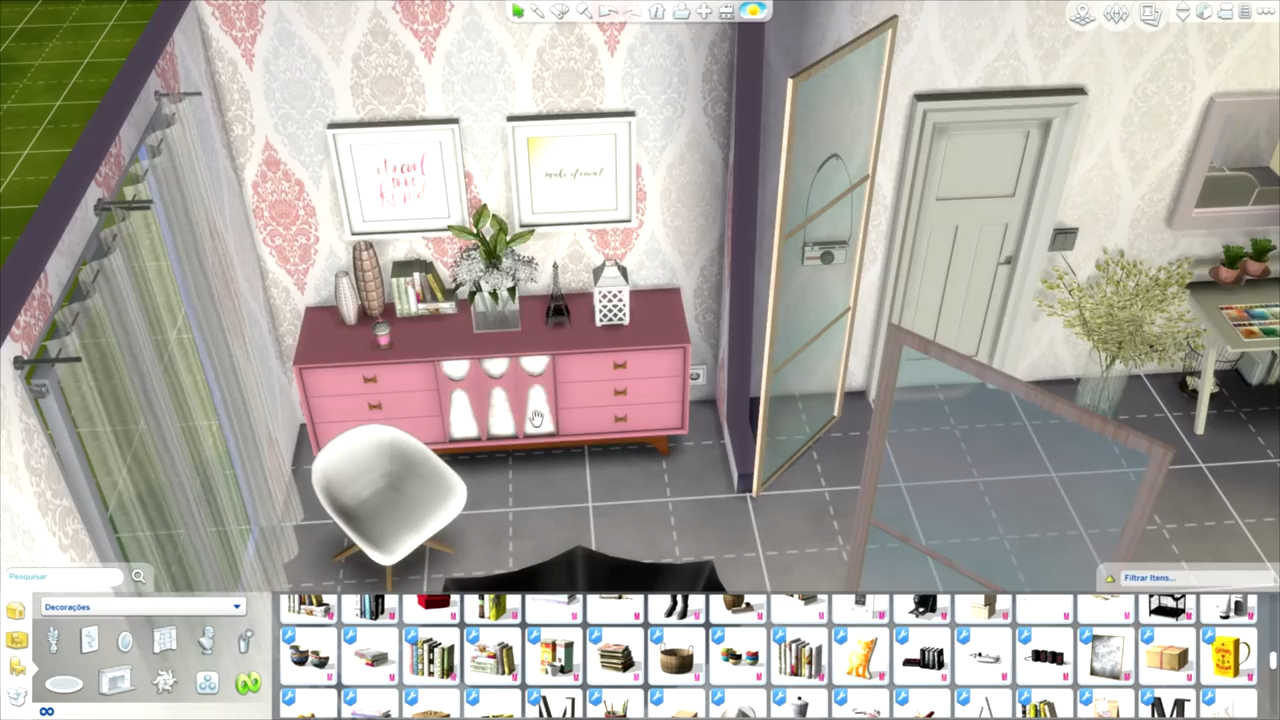 it's cool
to be
kind
make it count
Pesquisar
Filtrar Itens...
Decorações